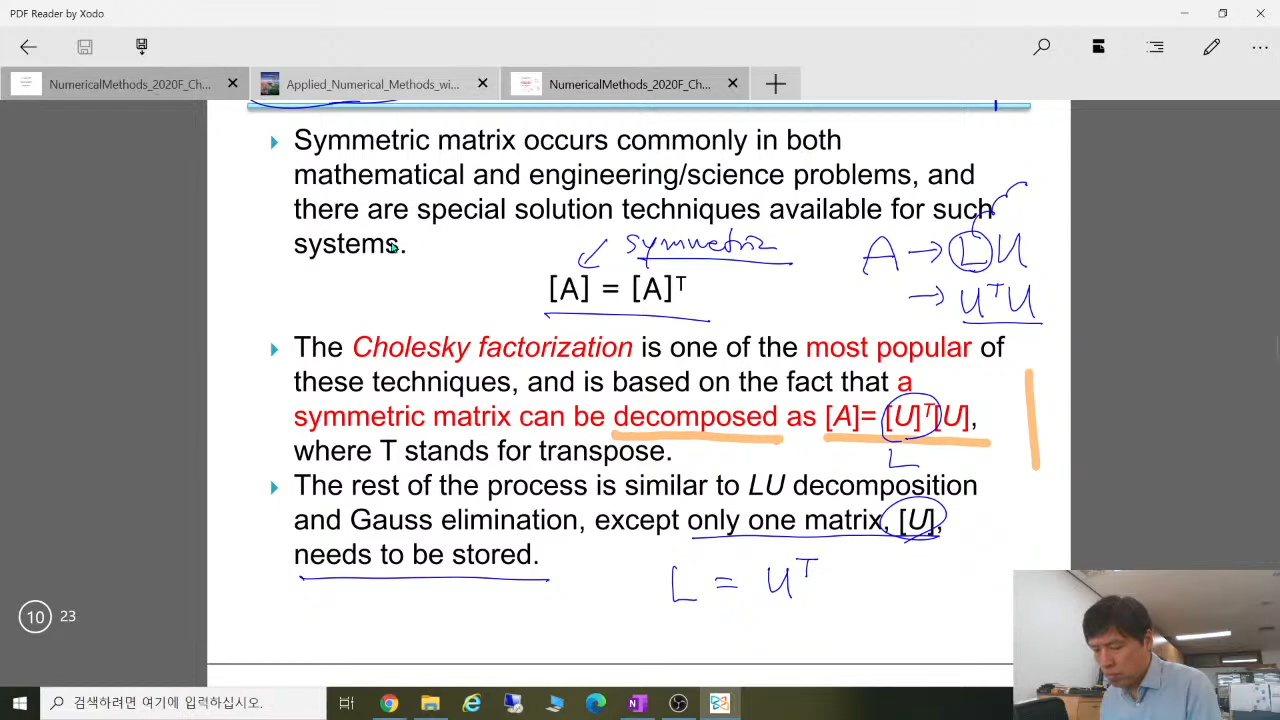 PDF Reader by Xodo
NumericalMethods_2020F_Ch...
Applied_Numerical_Methods_wi...
NumericalMethods_2020F_Ch...
Symmetric matrix occurs commonly in both
mathematical and engineering/science problems, and
there are special solution techniques available for such
systems.
symmetric
[A] = [A]ᵀ
A → L U
→ UᵀU
The Cholesky factorization is one of the most popular of
these techniques, and is based on the fact that a
symmetric matrix can be decomposed as [A]= [U]ᵀ[U],
where T stands for transpose.
L
The rest of the process is similar to LU decomposition
and Gauss elimination, except only one matrix, [U],
needs to be stored.
L = Uᵀ
10 23
검색하려면 여기에 입력하십시오.